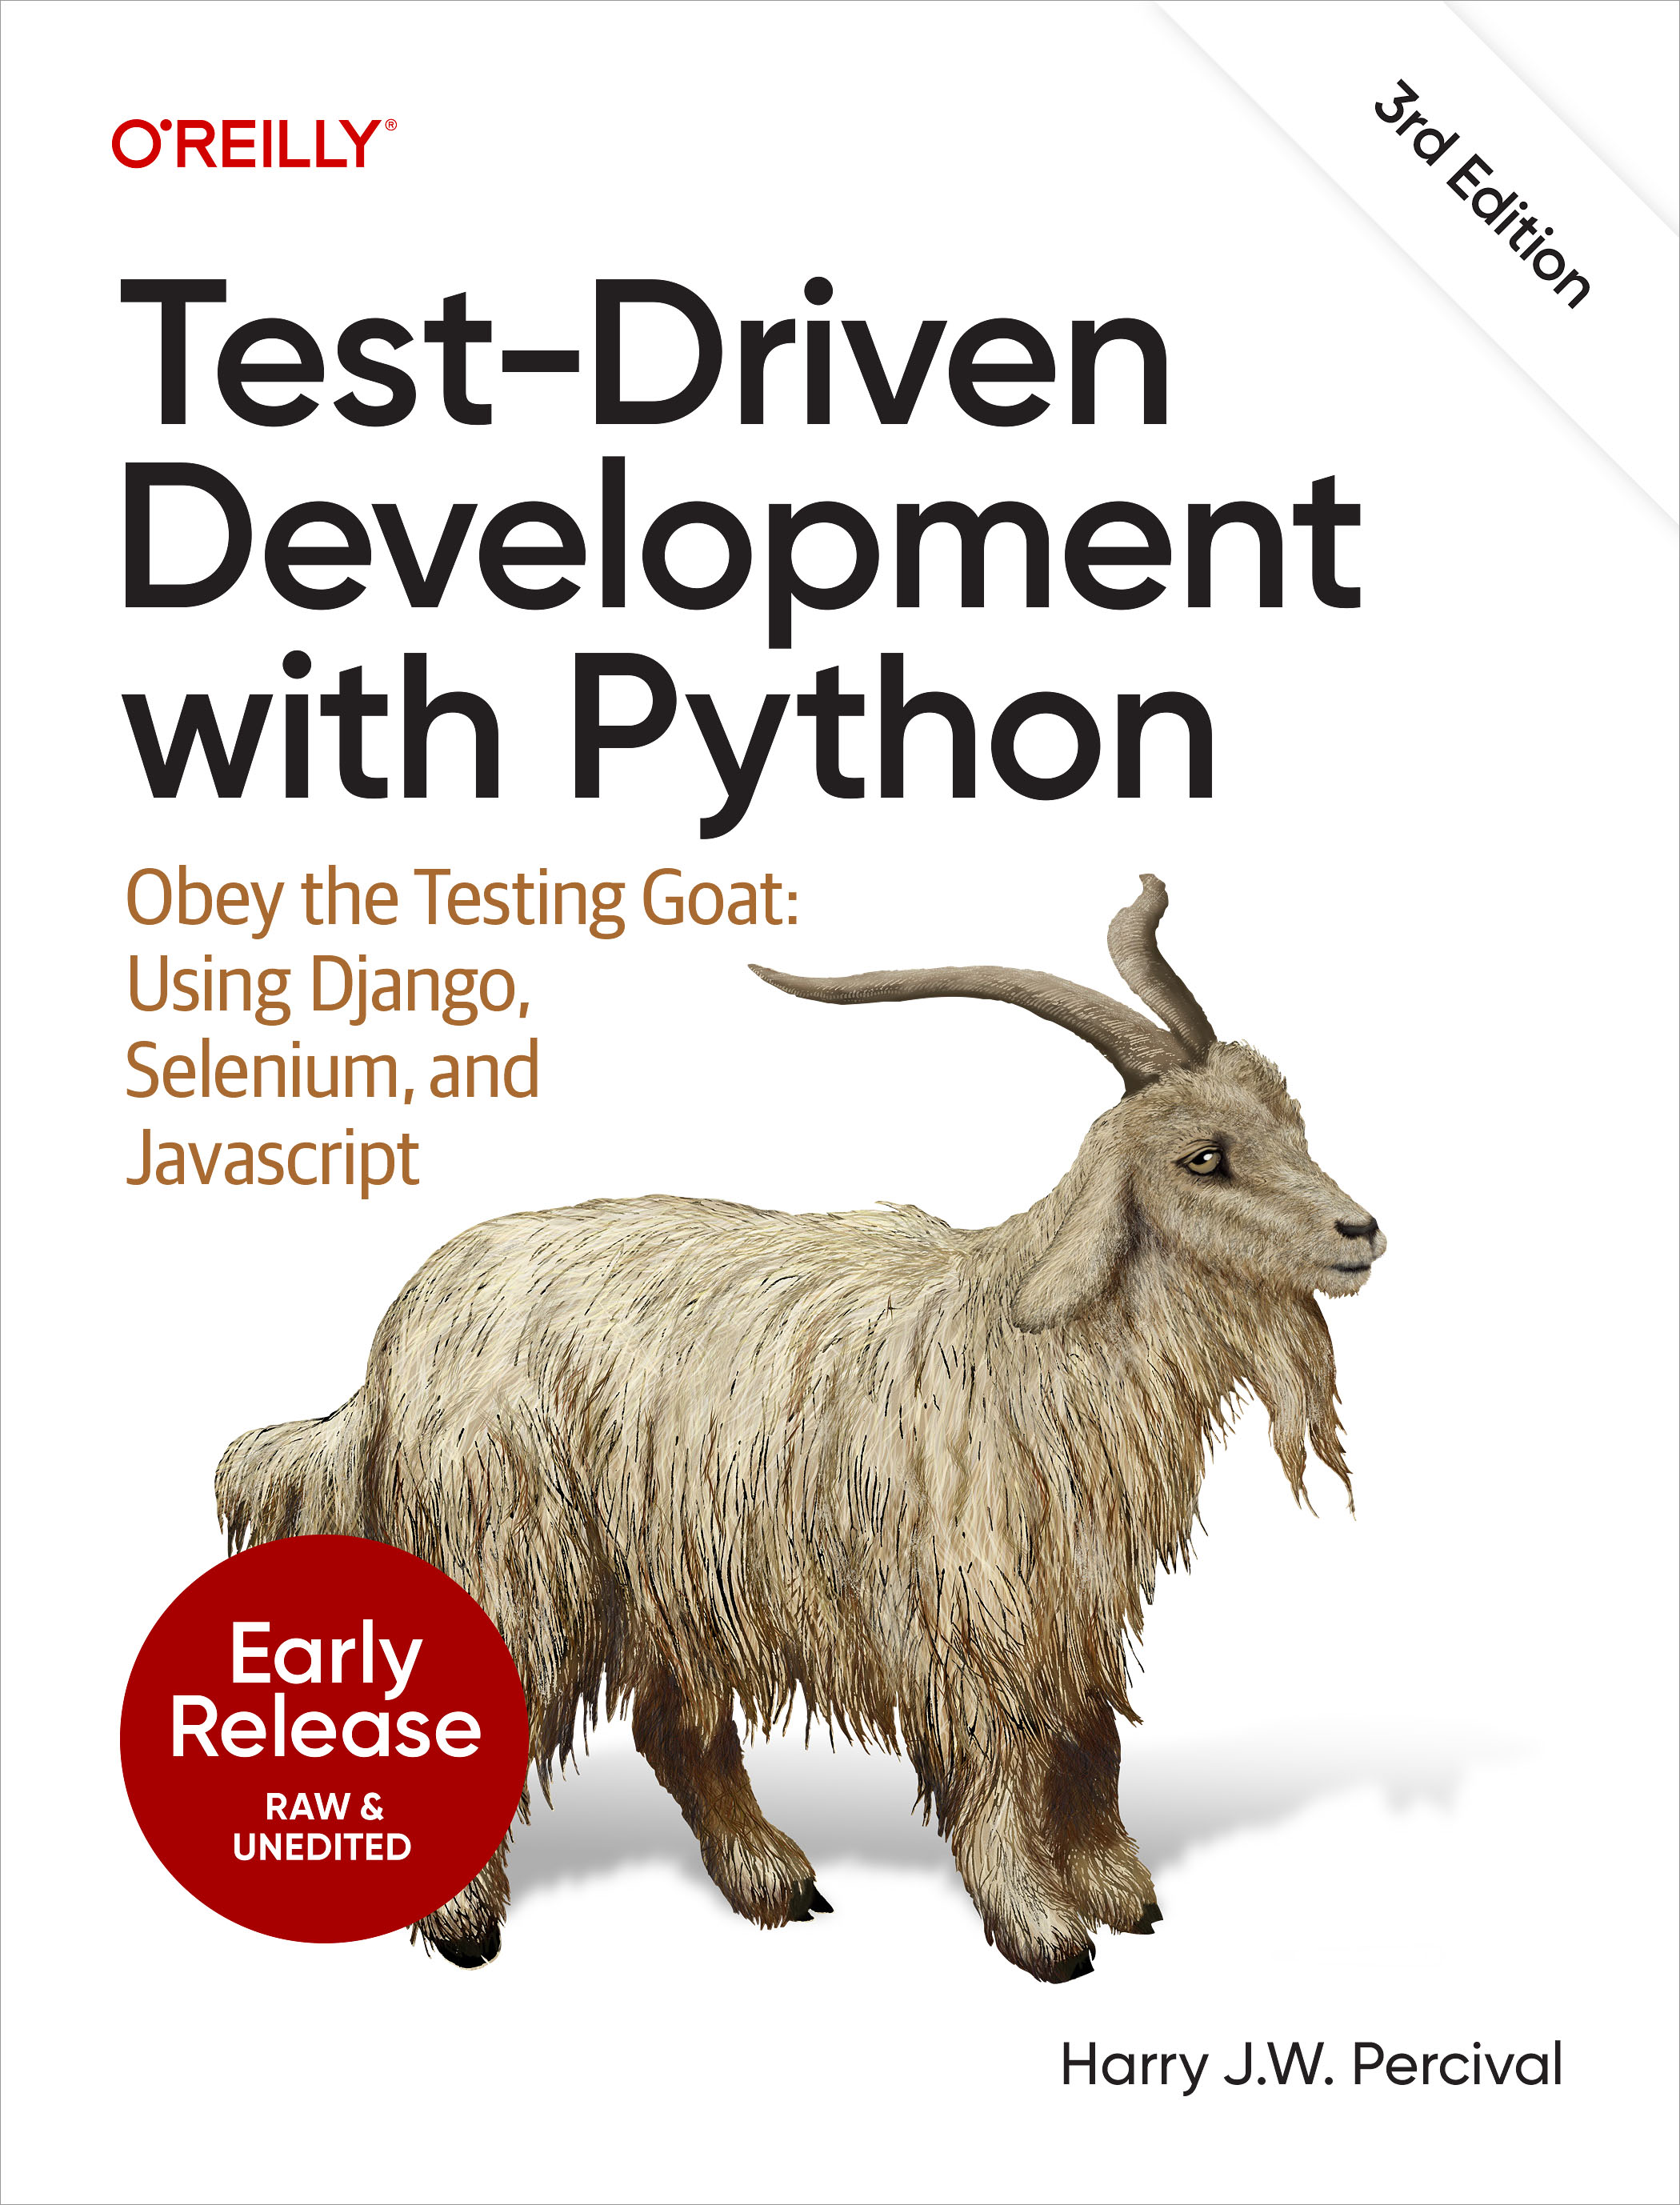 O'REILLY®
3rd Edition
Test-Driven
Development
with Python
Obey the Testing Goat:
Using Django,
Selenium, and
Javascript
Early
Release
RAW &
UNEDITED
Harry J.W. Percival